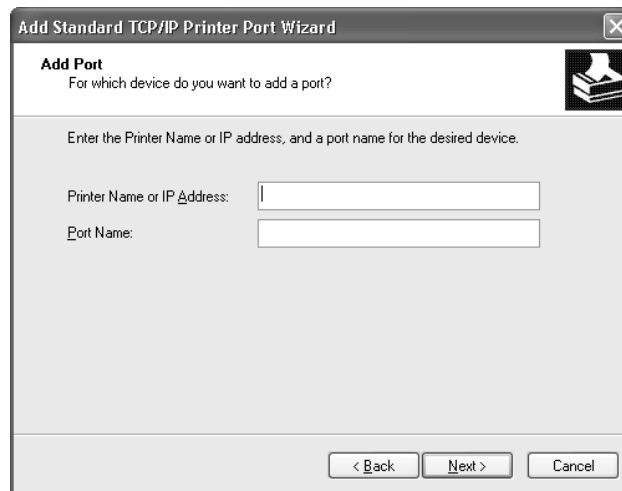 Add Standard TCP/IP Printer Port Wizard
Add Port
For which device do you want to add a port?
Enter the Printer Name or IP address, and a port name for the desired device.
Printer Name or IP Address:
Port Name:
< Back Next > Cancel